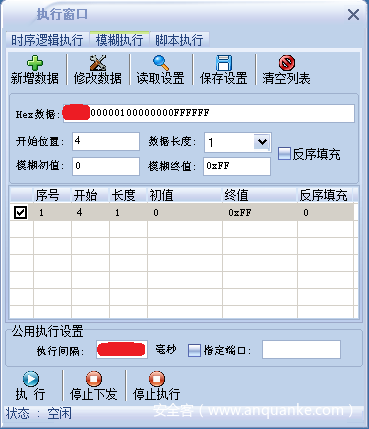 执行窗口
时序逻辑执行 模糊执行 脚本执行
新增数据 修改数据 读取设置 保存设置 清空列表
Hex数据: 00000100000000FFFFFF
开始位置: 4 数据长度: 1 反序填充
模糊初值: 0 模糊终值: 0xFF
序号 开始 长度 初值 终值 反序填充
1 4 1 0 0xFF 0
公用执行设置
执行间隔: 毫秒 指定端口:
执 行 停止下发 停止执行
状态 : 空闲
安全客 ( www.anquanke.com )